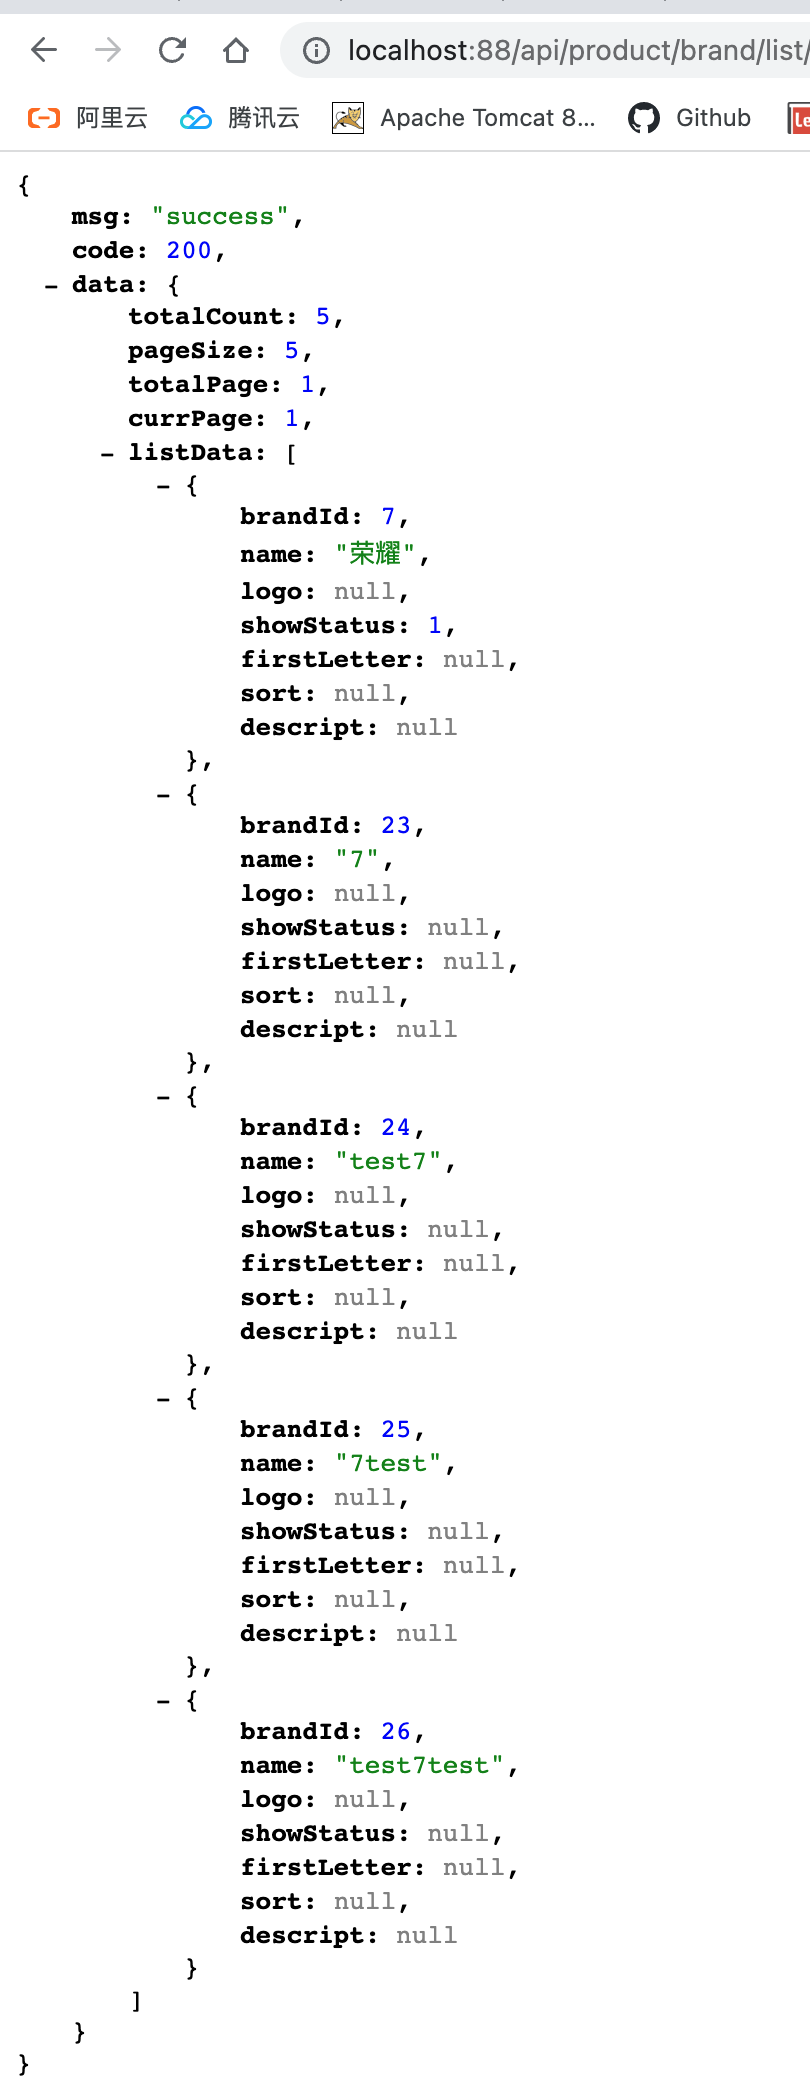 localhost:88/api/product/brand/list/
阿里云 腾讯云 Apache Tomcat 8... Github le
{
msg: "success",
code: 200,
- data: {
totalCount: 5,
pageSize: 5,
totalPage: 1,
currPage: 1,
- listData: [
- {
brandId: 7,
name: "荣耀",
logo: null,
showStatus: 1,
firstLetter: null,
sort: null,
descript: null
},
- {
brandId: 23,
name: "7",
logo: null,
showStatus: null,
firstLetter: null,
sort: null,
descript: null
},
- {
brandId: 24,
name: "test7",
logo: null,
showStatus: null,
firstLetter: null,
sort: null,
descript: null
},
- {
brandId: 25,
name: "7test",
logo: null,
showStatus: null,
firstLetter: null,
sort: null,
descript: null
},
- {
brandId: 26,
name: "test7test",
logo: null,
showStatus: null,
firstLetter: null,
sort: null,
descript: null
}
]
}
}